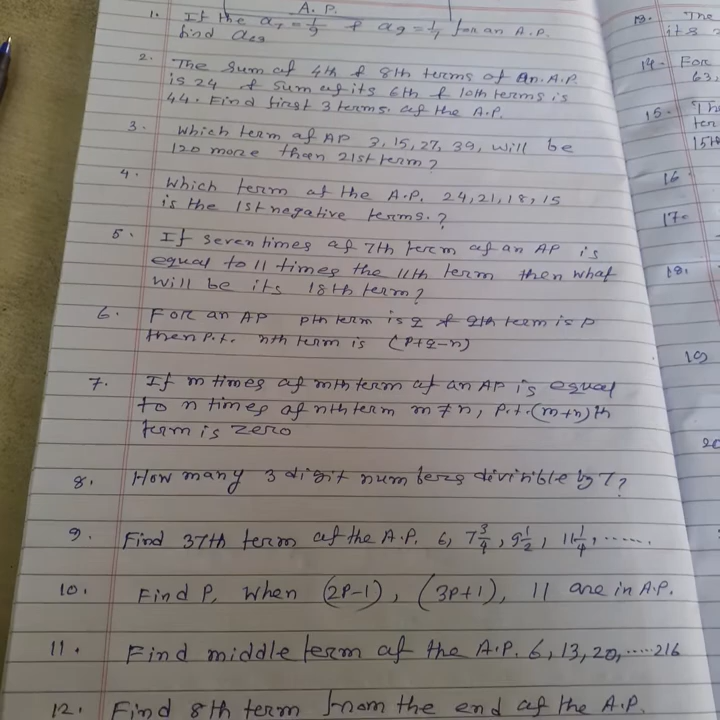 A.P.
1. If the a7 = 1/9 & a9 = 1/7 for an A.P.
find a63
2. The sum of 4th & 8th terms of an A.P.
is 24 & sum of its 6th & 10th terms is
44. Find first 3 terms. of the A.P.
3. Which term of AP 3, 15, 27, 39, will be
120 more than 21st term?
4. Which term of the A.P. 24, 21, 18, 15
is the 1st negative terms.?
5. If seven times of 7th term of an AP is
equal to 11 times the 11th term then what
will be its 18th term?
6. For an AP pth term is q & qth term is p
then P.t. nth term is (P+q-n)
7. If m times of mth term of an AP is equal
to n times of nth term m ≠ n, P.t. (m+n)th
term is zero
8. How many 3 digit numbers divisible by 7?
9. Find 37th term of the A.P. 6, 7 3/4, 9 1/2, 11 1/4, ......
10. Find P, when (2P-1), (3P+1), 11 are in A.P.
11. Find middle term of the A.P. 6, 13, 20, .....216
12. Find 8th term from the end of the A.P.
13. The
its
14. For
63,
15. Th
ter
15th
16
17.
18.
19
20